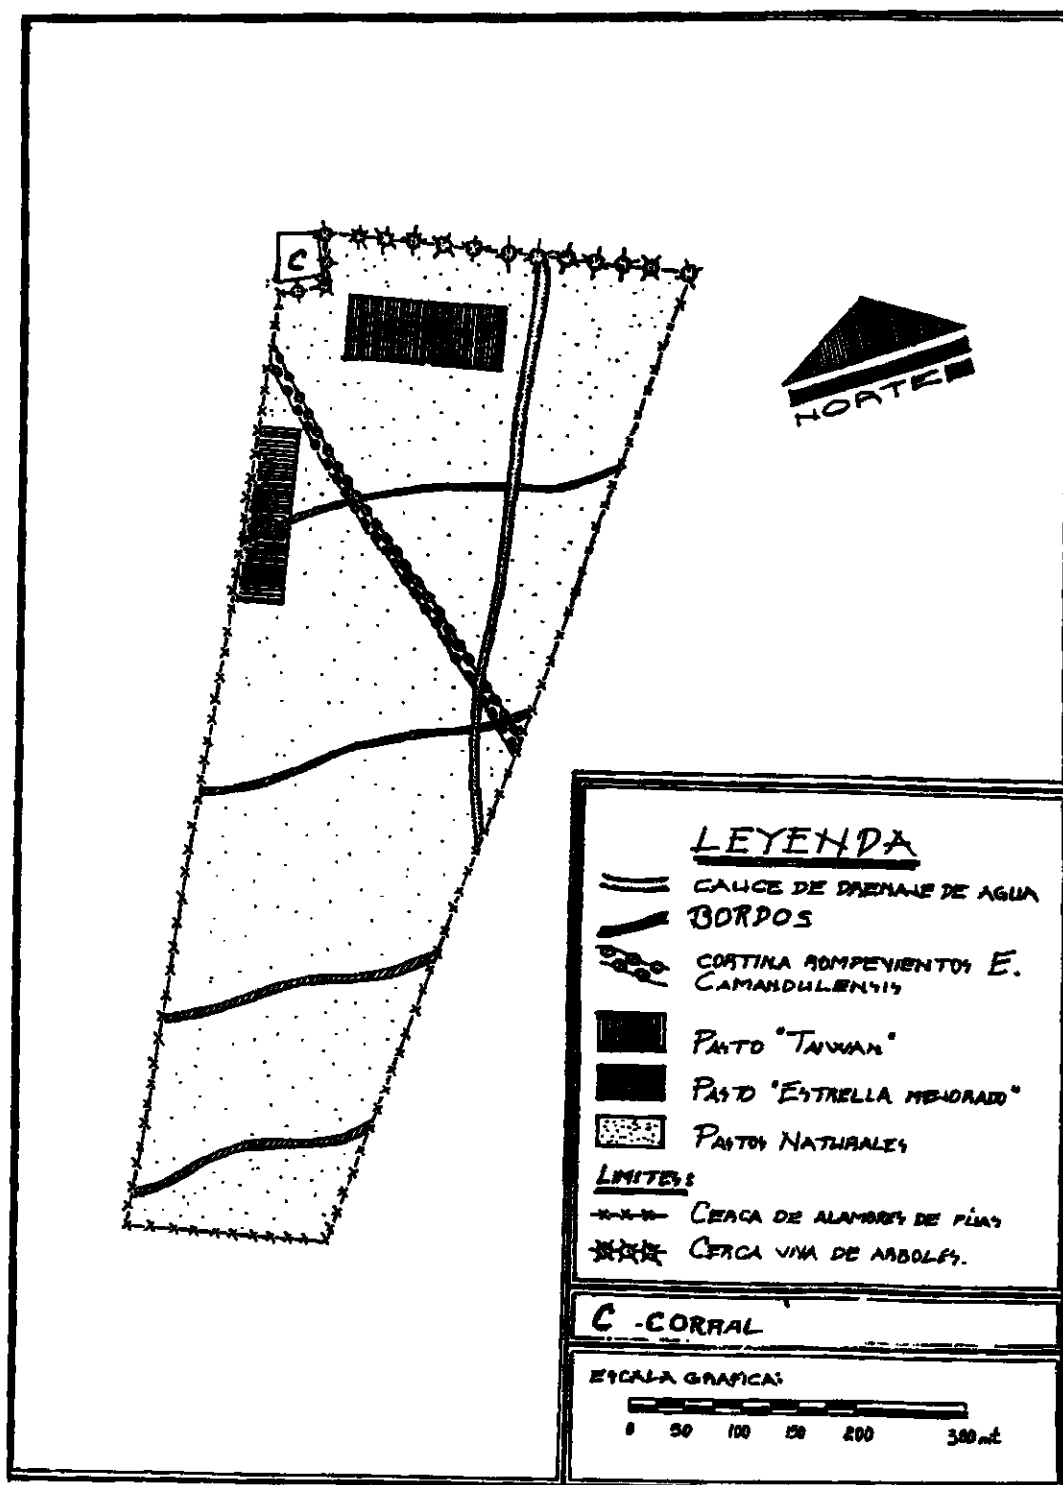 C
NORTE
LEYENDA
CAUCE DE DRENAJE DE AGUA
BORDOS
CORTINA ROMPEVIENTOS E.
CAMANDULENSIS
PASTO "TAIWAN"
PASTO "ESTRELLA MEJORADO"
PASTOS NATURALES
LIMITES:
CERCA DE ALAMBRES DE PÚAS
CERCA VIVA DE ARBOLES.
C - CORRAL
ESCALA GRAFICA:
0 50 100 150 200 300 mt